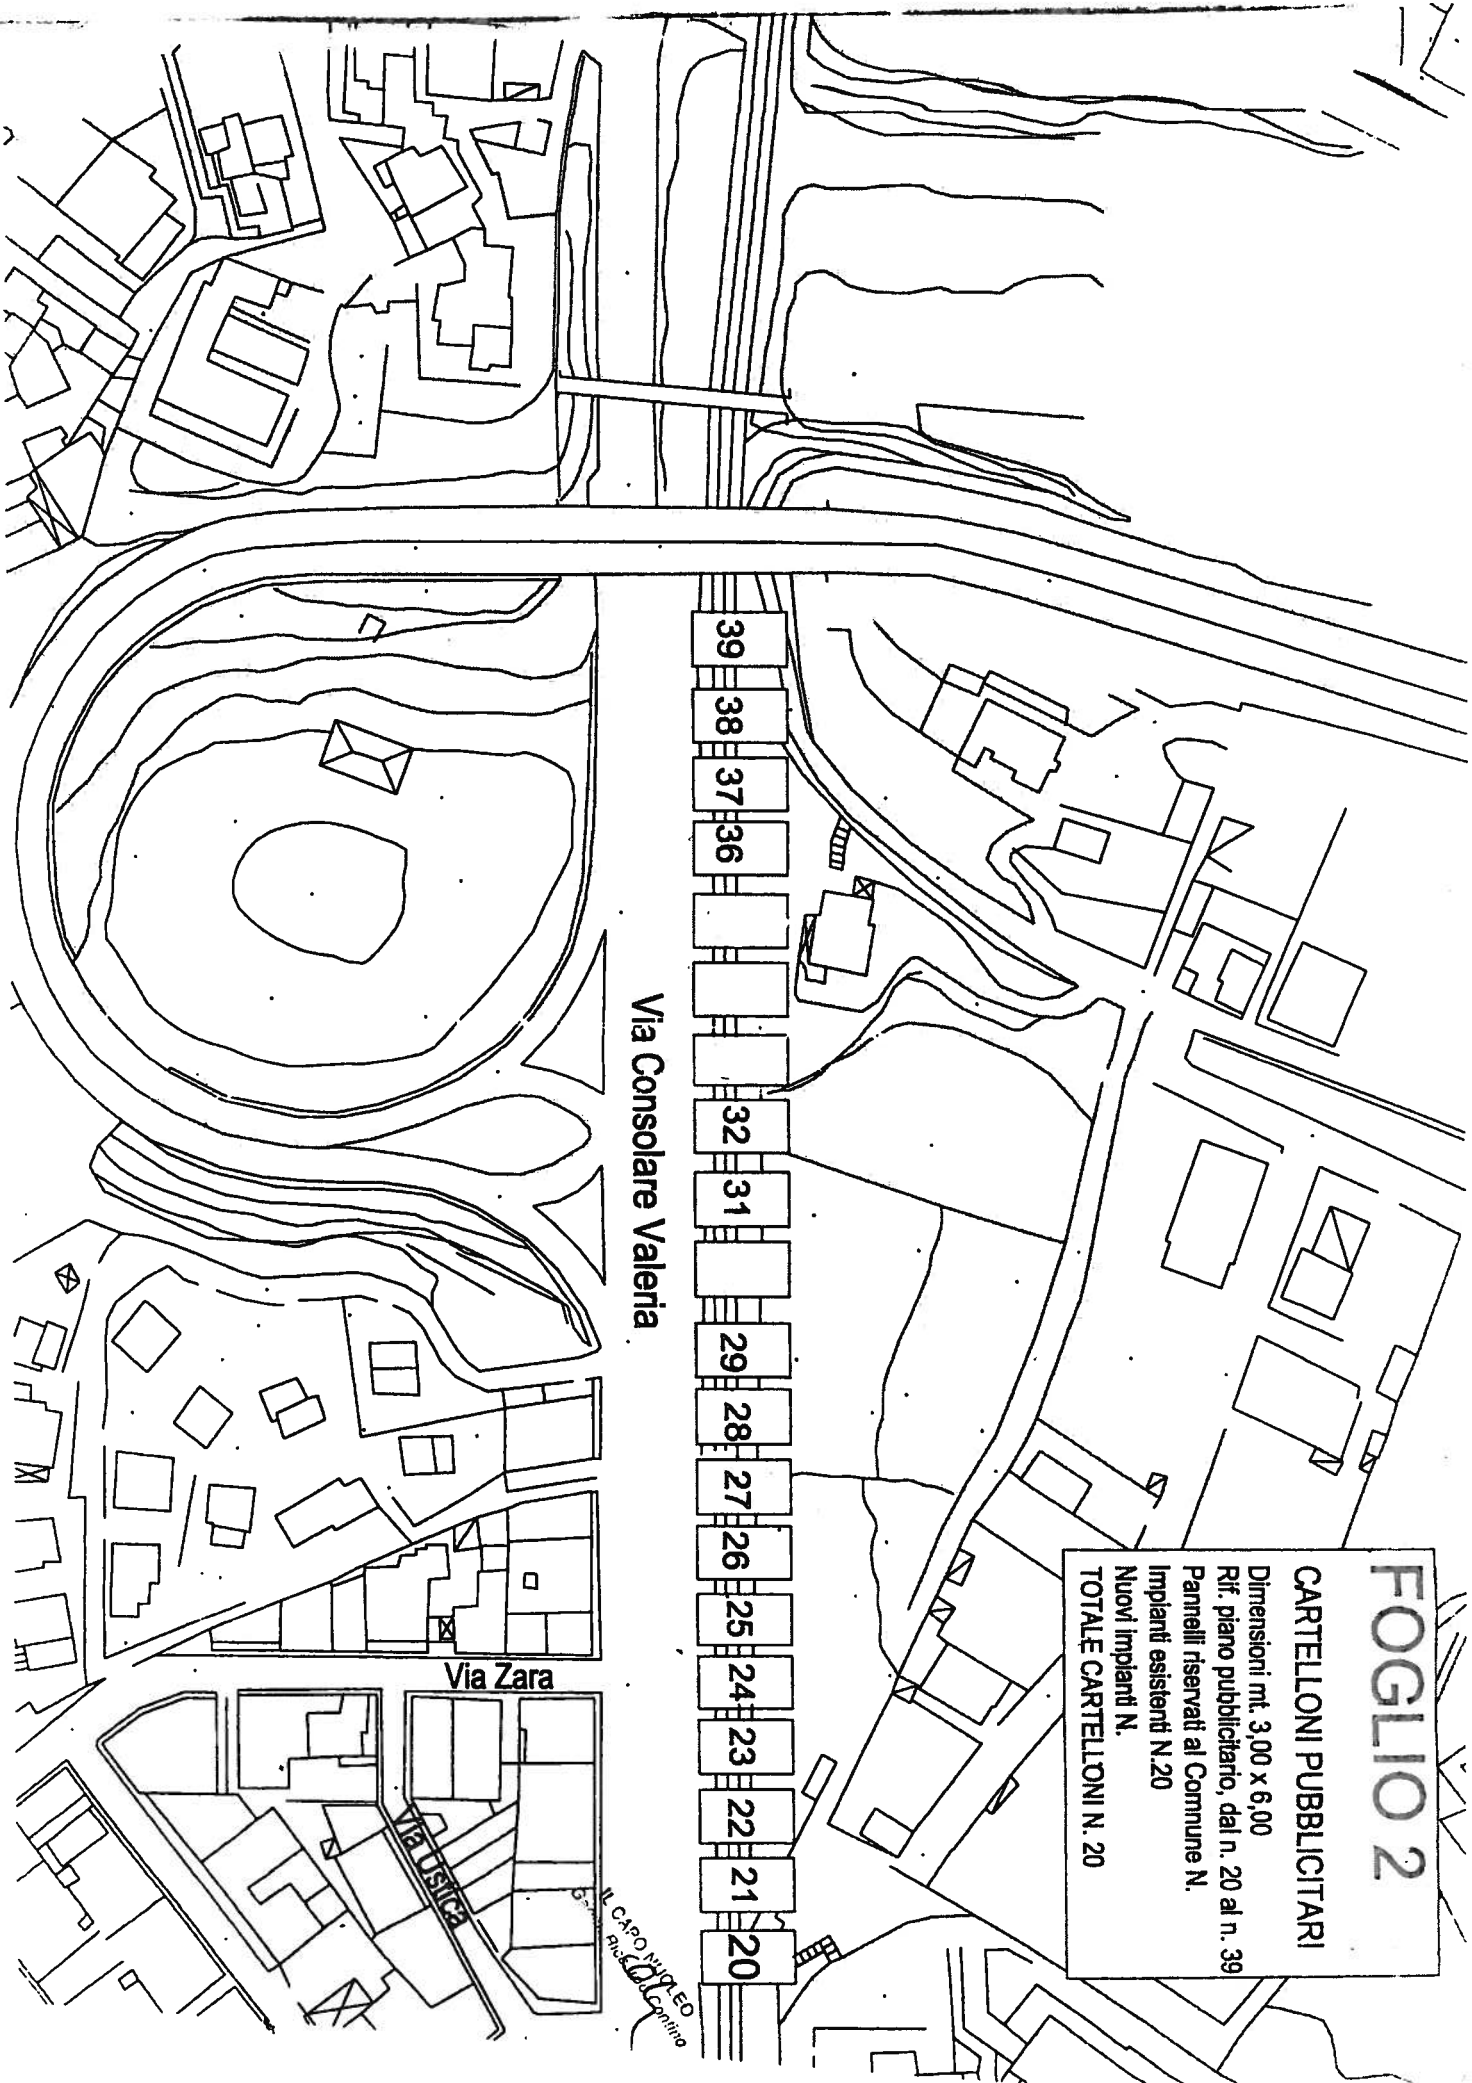 FOGLIO 2
CARTELLONI PUBBLICITARI
Dimensioni mt. 3,00 x 6,00
Rif. piano pubblicitario, dal n. 20 al n. 39
Pannelli riservati al Commune N.
Impianti esistenti N.20
Nuovi impianti N.
TOTALE CARTELLONI N. 20
39
38
37
36
32
31
29
28
27
26
25
24
23
22
21
20
Via Consolare Valeria
Via Zara
Via Ustica
IL CAPO NUCLEO